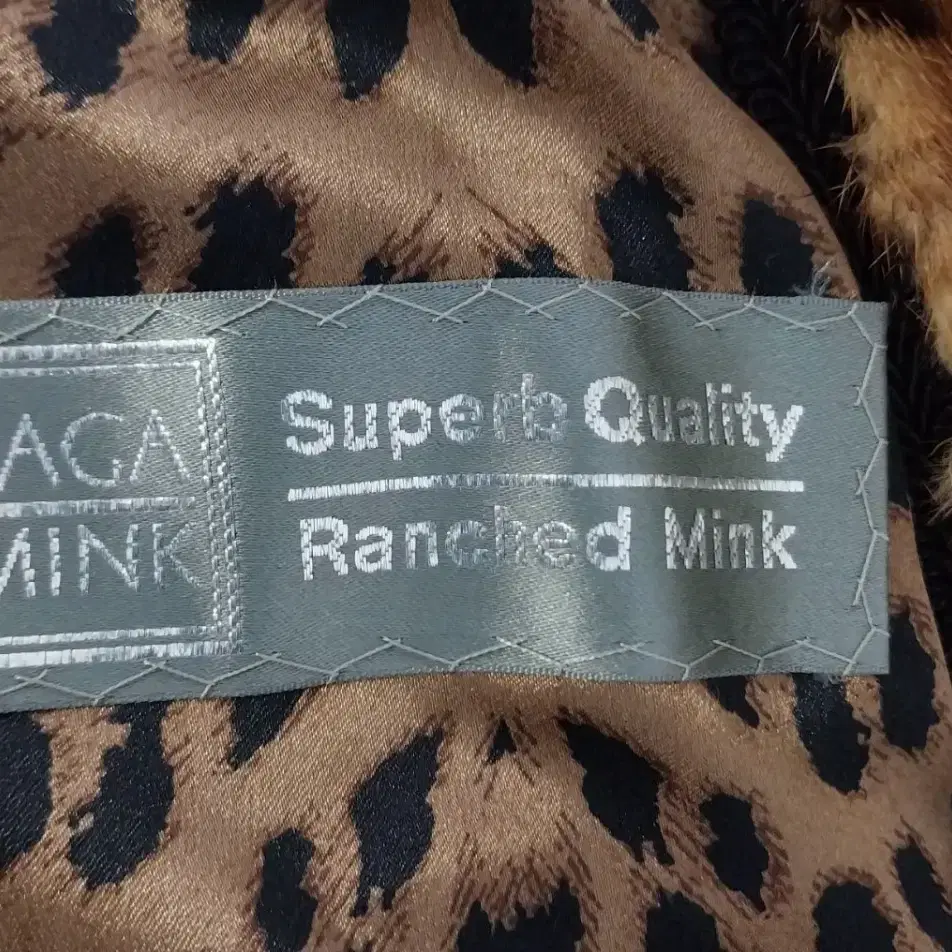 AGA
MINK
Superb Quality
Ranched Mink